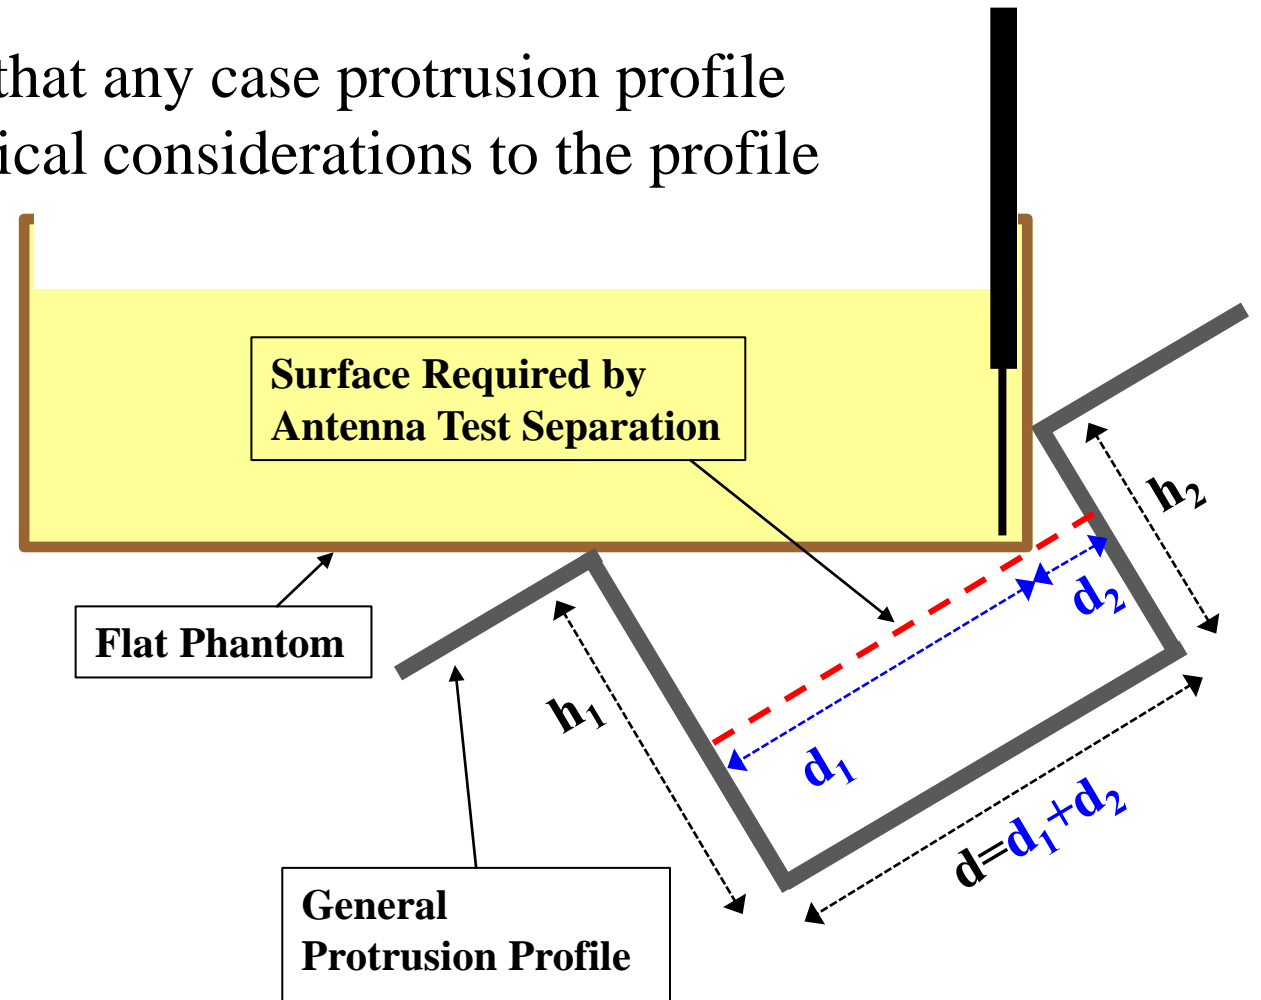 that any case protrusion profile
ical considerations to the profile
Surface Required by
Antenna Test Separation
h₂
d₂
Flat Phantom
h₁
d₁
d=d₁+d₂
General
Protrusion Profile